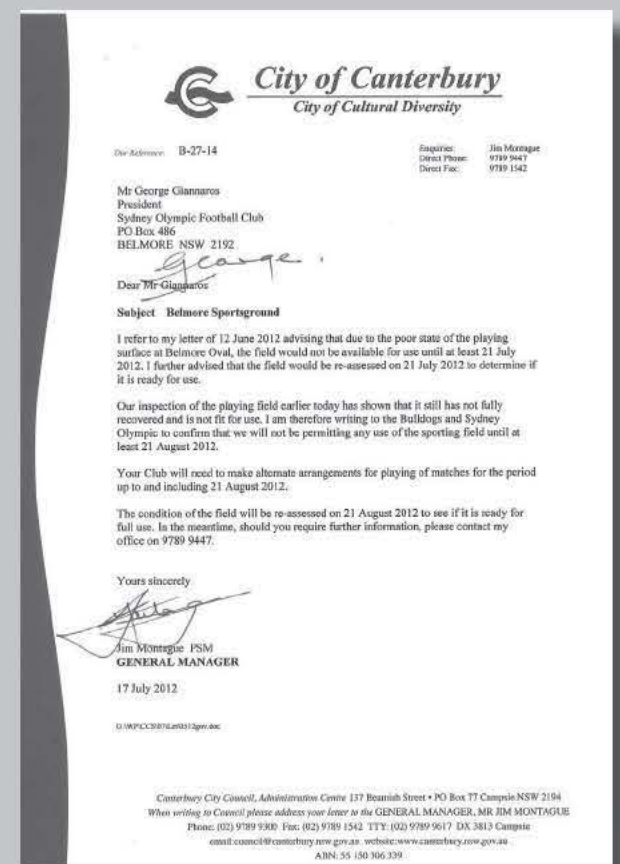 City of Canterbury
City of Cultural Diversity
Our Reference: B-27-14
Enquiries: Jim Montague
Direct Phone: 9789 9447
Direct Fax: 9789 1542
Mr George Giannaros
President
Sydney Olympic Football Club
PO Box 486
BELMORE NSW 2192
George.
Dear Mr Giannaros
Subject Belmore Sportsground
I refer to my letter of 12 June 2012 advising that due to the poor state of the playing
surface at Belmore Oval, the field would not be available for use until at least 21 July
2012. I further advised that the field would be re-assessed on 21 July 2012 to determine if
it is ready for use.
Our inspection of the playing field earlier today has shown that it still has not fully
recovered and is not fit for use. I am therefore writing to the Bulldogs and Sydney
Olympic to confirm that we will not be permitting any use of the sporting field until at
least 21 August 2012.
Your Club will need to make alternate arrangements for playing of matches for the period
up to and including 21 August 2012.
The condition of the field will be re-assessed on 21 August 2012 to see if it is ready for
full use. In the meantime, should you require further information, please contact my
office on 9789 9447.
Yours sincerely
Jim Montague PSM
GENERAL MANAGER
17 July 2012
Canterbury City Council, Administration Centre 137 Beamish Street • PO Box 77 Campsie NSW 2194
When writing to Council please address your letter to the GENERAL MANAGER, MR JIM MONTAGUE
Phone: (02) 9789 9300 Fax: (02) 9789 1542 TTY: (02) 9789 9617 DX 3813 Campsie
email:council@canterbury.nsw.gov.au website:www.canterbury.nsw.gov.au
ABN: 55 150 306 339